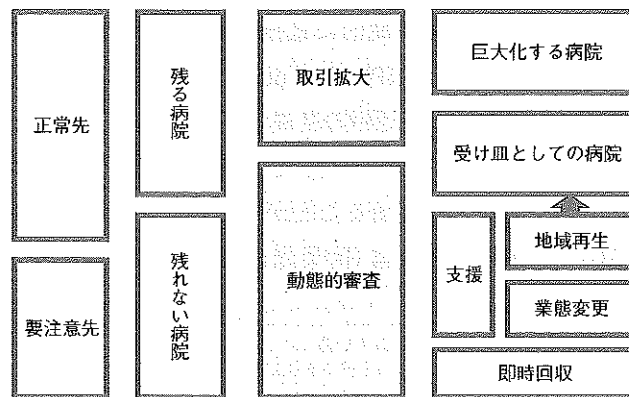 正常先
要注意先
残る病院
残れない病院
取引拡大
動態的審査
巨大化する病院
受け皿としての病院
支援
地域再生
業態変更
即時回収